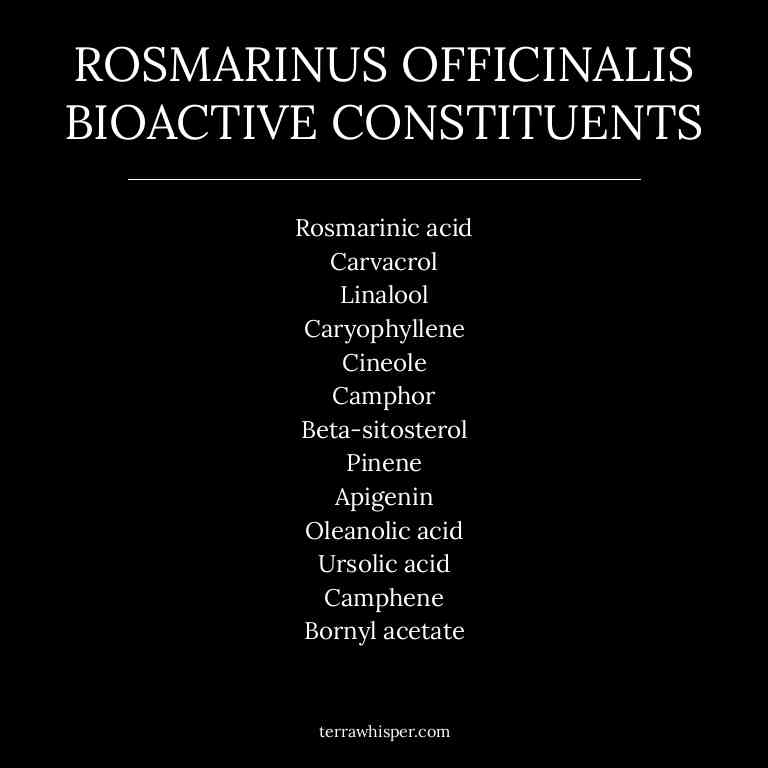 ROSMARINUS OFFICINALIS
BIOACTIVE CONSTITUENTS
Rosmarinic acid
Carvacrol
Linalool
Caryophyllene
Cineole
Camphor
Beta-sitosterol
Pinene
Apigenin
Oleanolic acid
Ursolic acid
Camphene
Bornyl acetate
terrawhisper.com